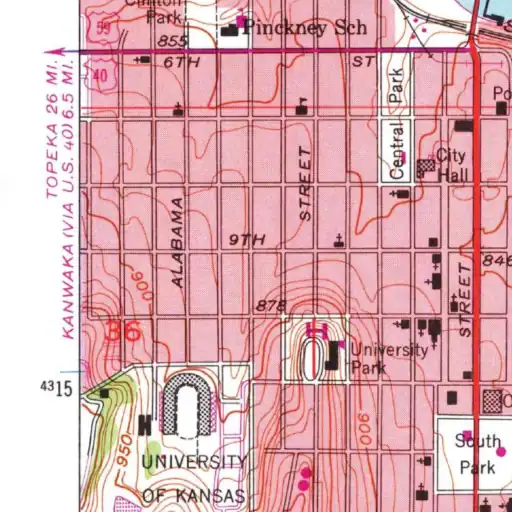 Clinton
Park
Pinckney Sch
59
855
6TH
ST
40
TOPEKA 26 MI.
KANWAKA (VIA U.S. 40) 6.5 MI.
Central Park
Po
City
Hall
STREET
ALABAMA
9TH
846
STREET
900
878
36
H
University
Park
4315
900
South
Park
950
UNIVERSITY
OF KANSAS